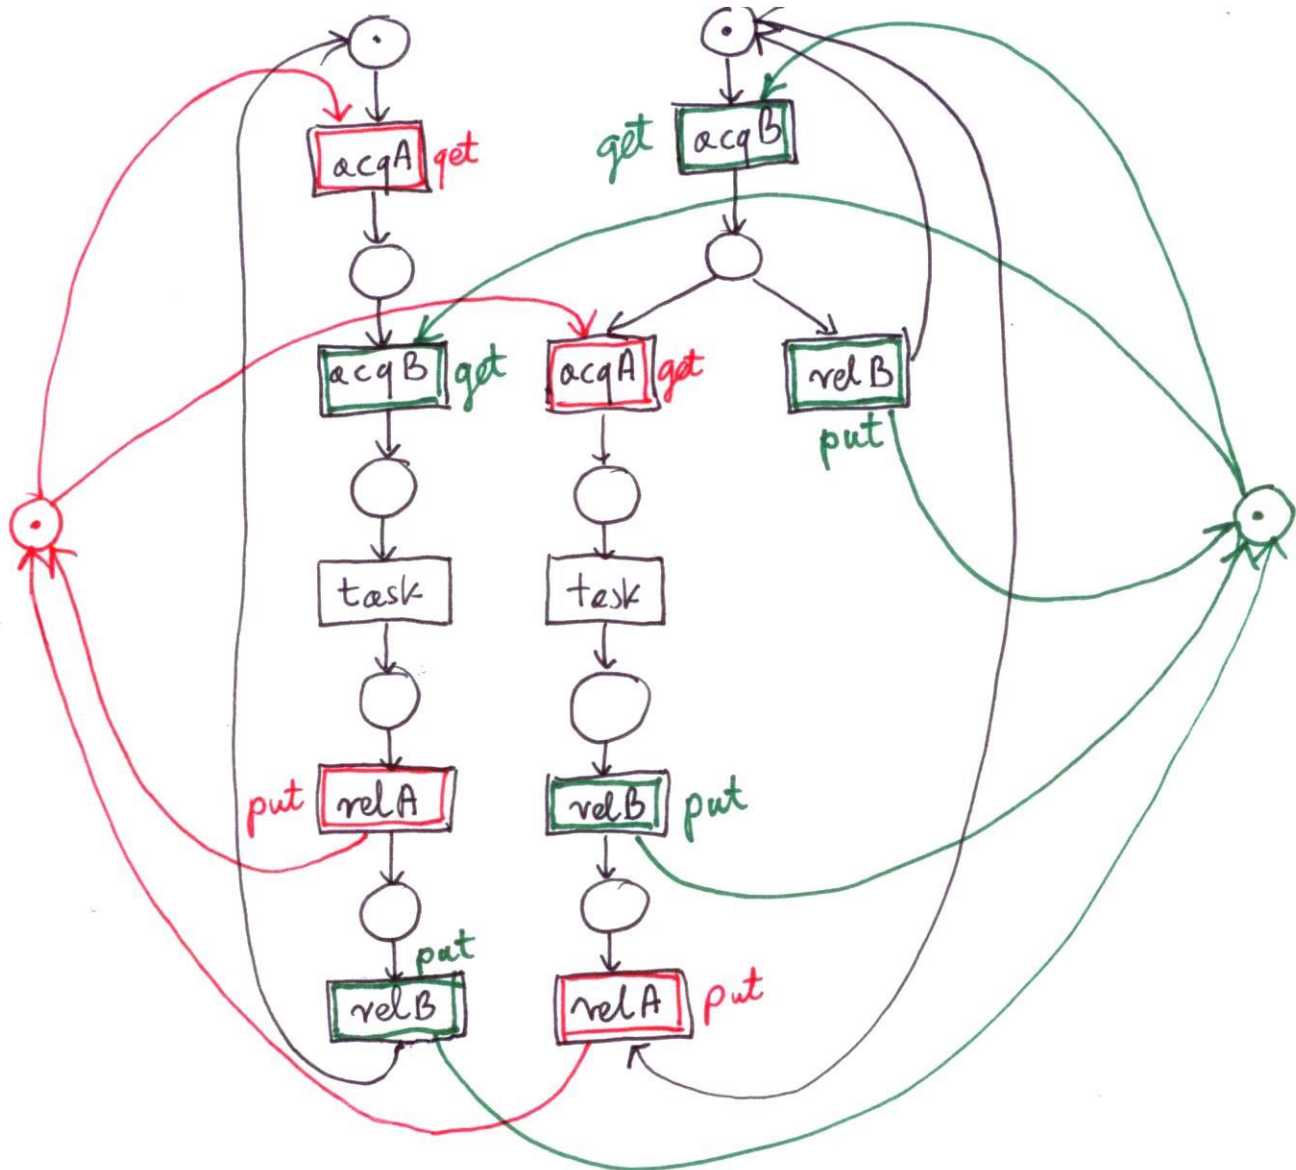 acqA get
get acqB
acqB get
acqA get
relB
put
task
task
put relA
relB put
put
relB
relA put